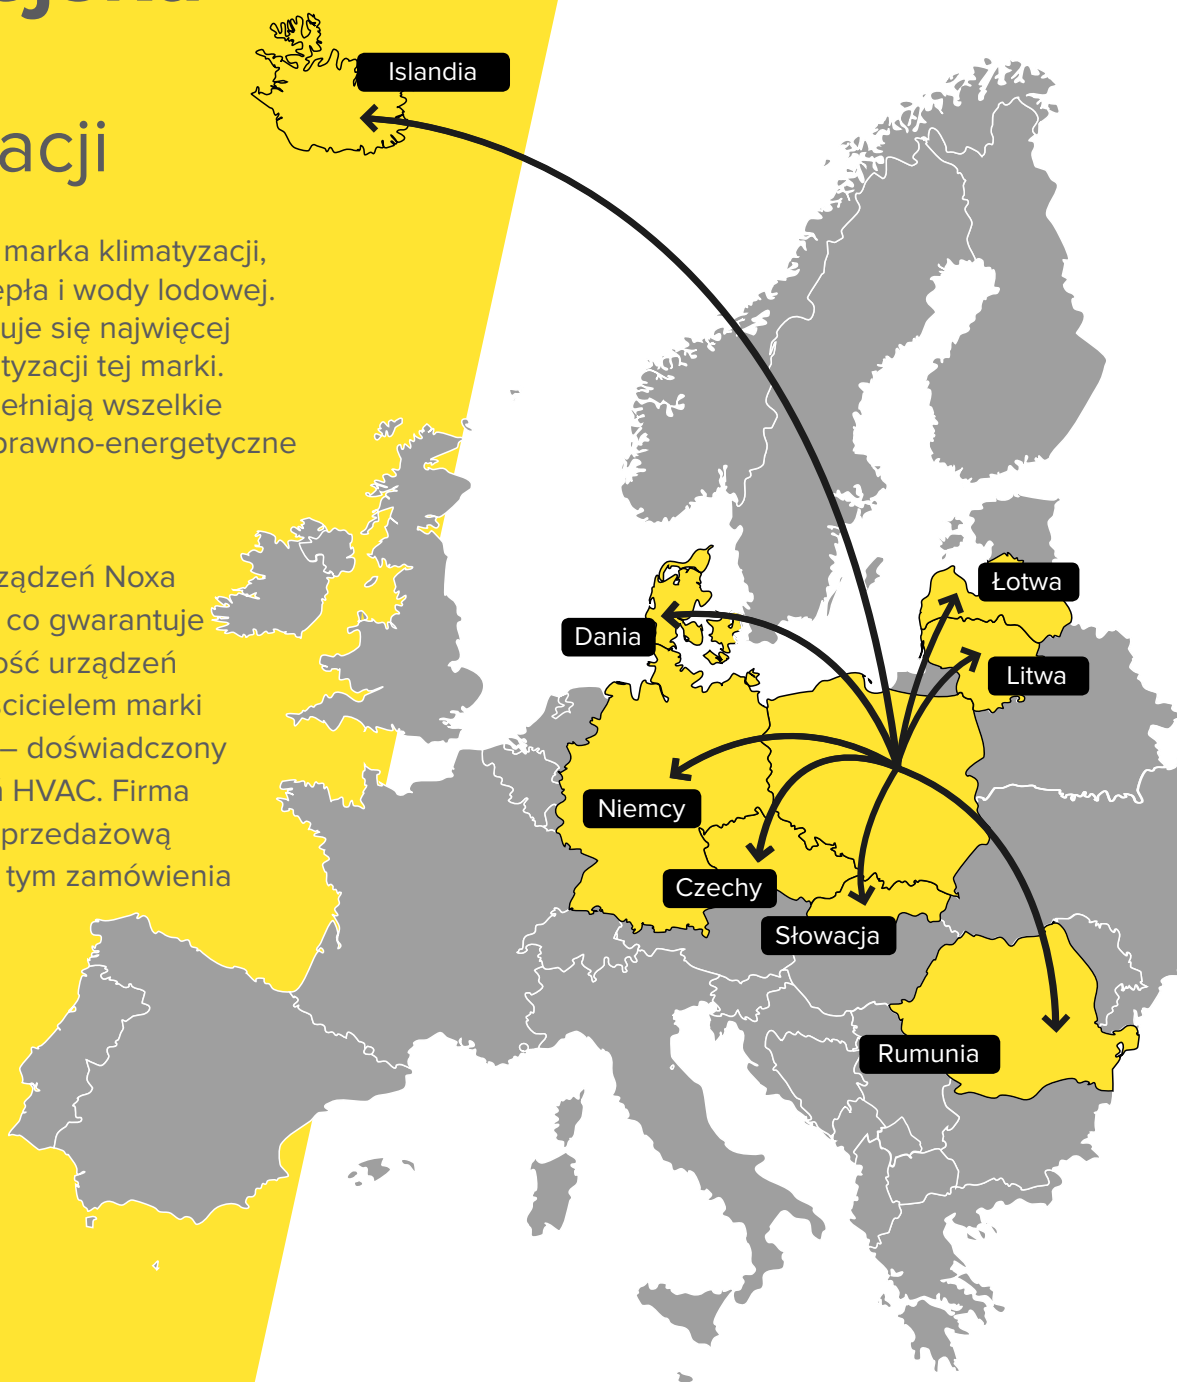 acji
marka klimatyzacji,
epła i wody lodowej.
uje się najwięcej
tyzacji tej marki.
ełniają wszelkie
prawno-energetyczne
ządzeń Noxa
co gwarantuje
ość urządzeń
ścicielem marki
– doświadczony
HVAC. Firma
przedażową
tym zamówienia
Islandia
Łotwa
Dania
Litwa
Niemcy
Czechy
Słowacja
Rumunia